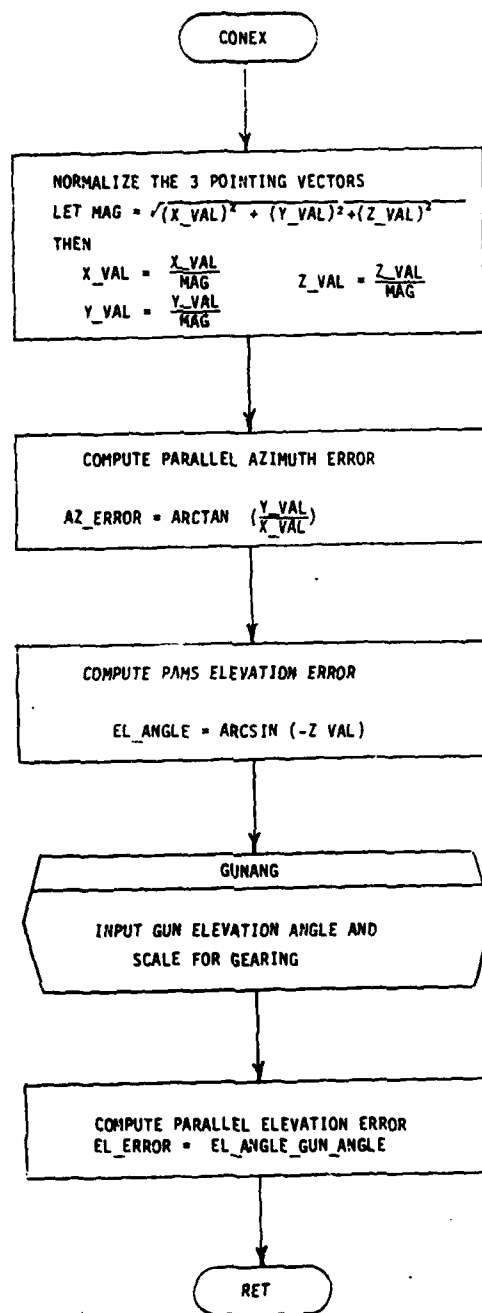 CONEX
NORMALIZE THE 3 POINTING VECTORS
LET MAG = √(X_VAL)² + (Y_VAL)² +(Z_VAL)²
THEN
X_VAL = X_VAL/MAG Z_VAL = Z_VAL/MAG
Y_VAL = Y_VAL/MAG
COMPUTE PARALLEL AZIMUTH ERROR
AZ_ERROR = ARCTAN (Y_VAL/X_VAL)
COMPUTE PAMS ELEVATION ERROR
EL_ANGLE = ARCSIN (-Z VAL)
GUNANG
INPUT GUN ELEVATION ANGLE AND
SCALE FOR GEARING
COMPUTE PARALLEL ELEVATION ERROR
EL_ERROR = EL_ANGLE_GUN_ANGLE
RET